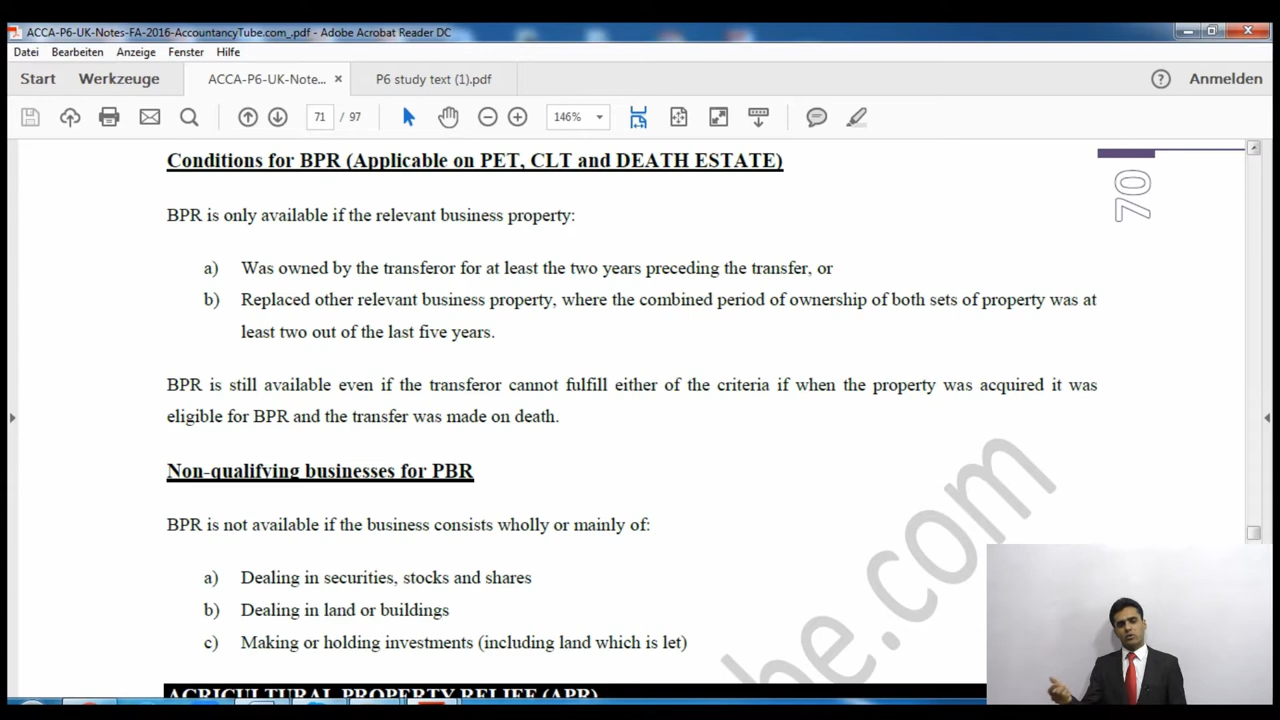 ACCA-P6-UK-Notes-FA-2016-AccountancyTube.com_.pdf - Adobe Acrobat Reader DC
Datei Bearbeiten Anzeige Fenster Hilfe
Start Werkzeuge ACCA-P6-UK-Note... × P6 study text (1).pdf ? Anmelden
71 / 97 146%
Conditions for BPR (Applicable on PET, CLT and DEATH ESTATE)
70
BPR is only available if the relevant business property:
a) Was owned by the transferor for at least the two years preceding the transfer, or
b) Replaced other relevant business property, where the combined period of ownership of both sets of property was at
least two out of the last five years.
BPR is still available even if the transferor cannot fulfill either of the criteria if when the property was acquired it was
eligible for BPR and the transfer was made on death.
Non-qualifying businesses for PBR
BPR is not available if the business consists wholly or mainly of:
a) Dealing in securities, stocks and shares
b) Dealing in land or buildings
c) Making or holding investments (including land which is let)
be.com
AGRICULTURAL PROPERTY RELIEF (APR)